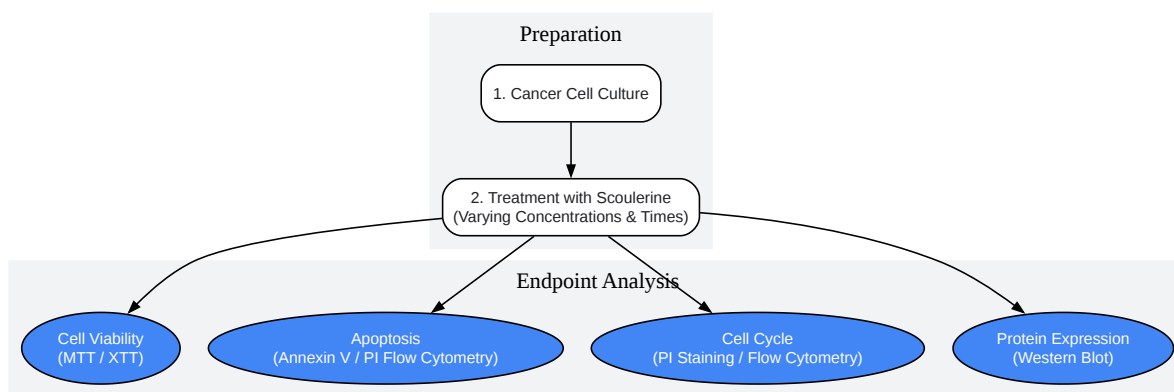 Preparation
1. Cancer Cell Culture
2. Treatment with Scoulerine
(Varying Concentrations & Times)
Endpoint Analysis
Cell Viability
(MTT / XTT)
Apoptosis
(Annexin V / PI Flow Cytometry)
Cell Cycle
(PI Staining / Flow Cytometry)
Protein Expression
(Western Blot)